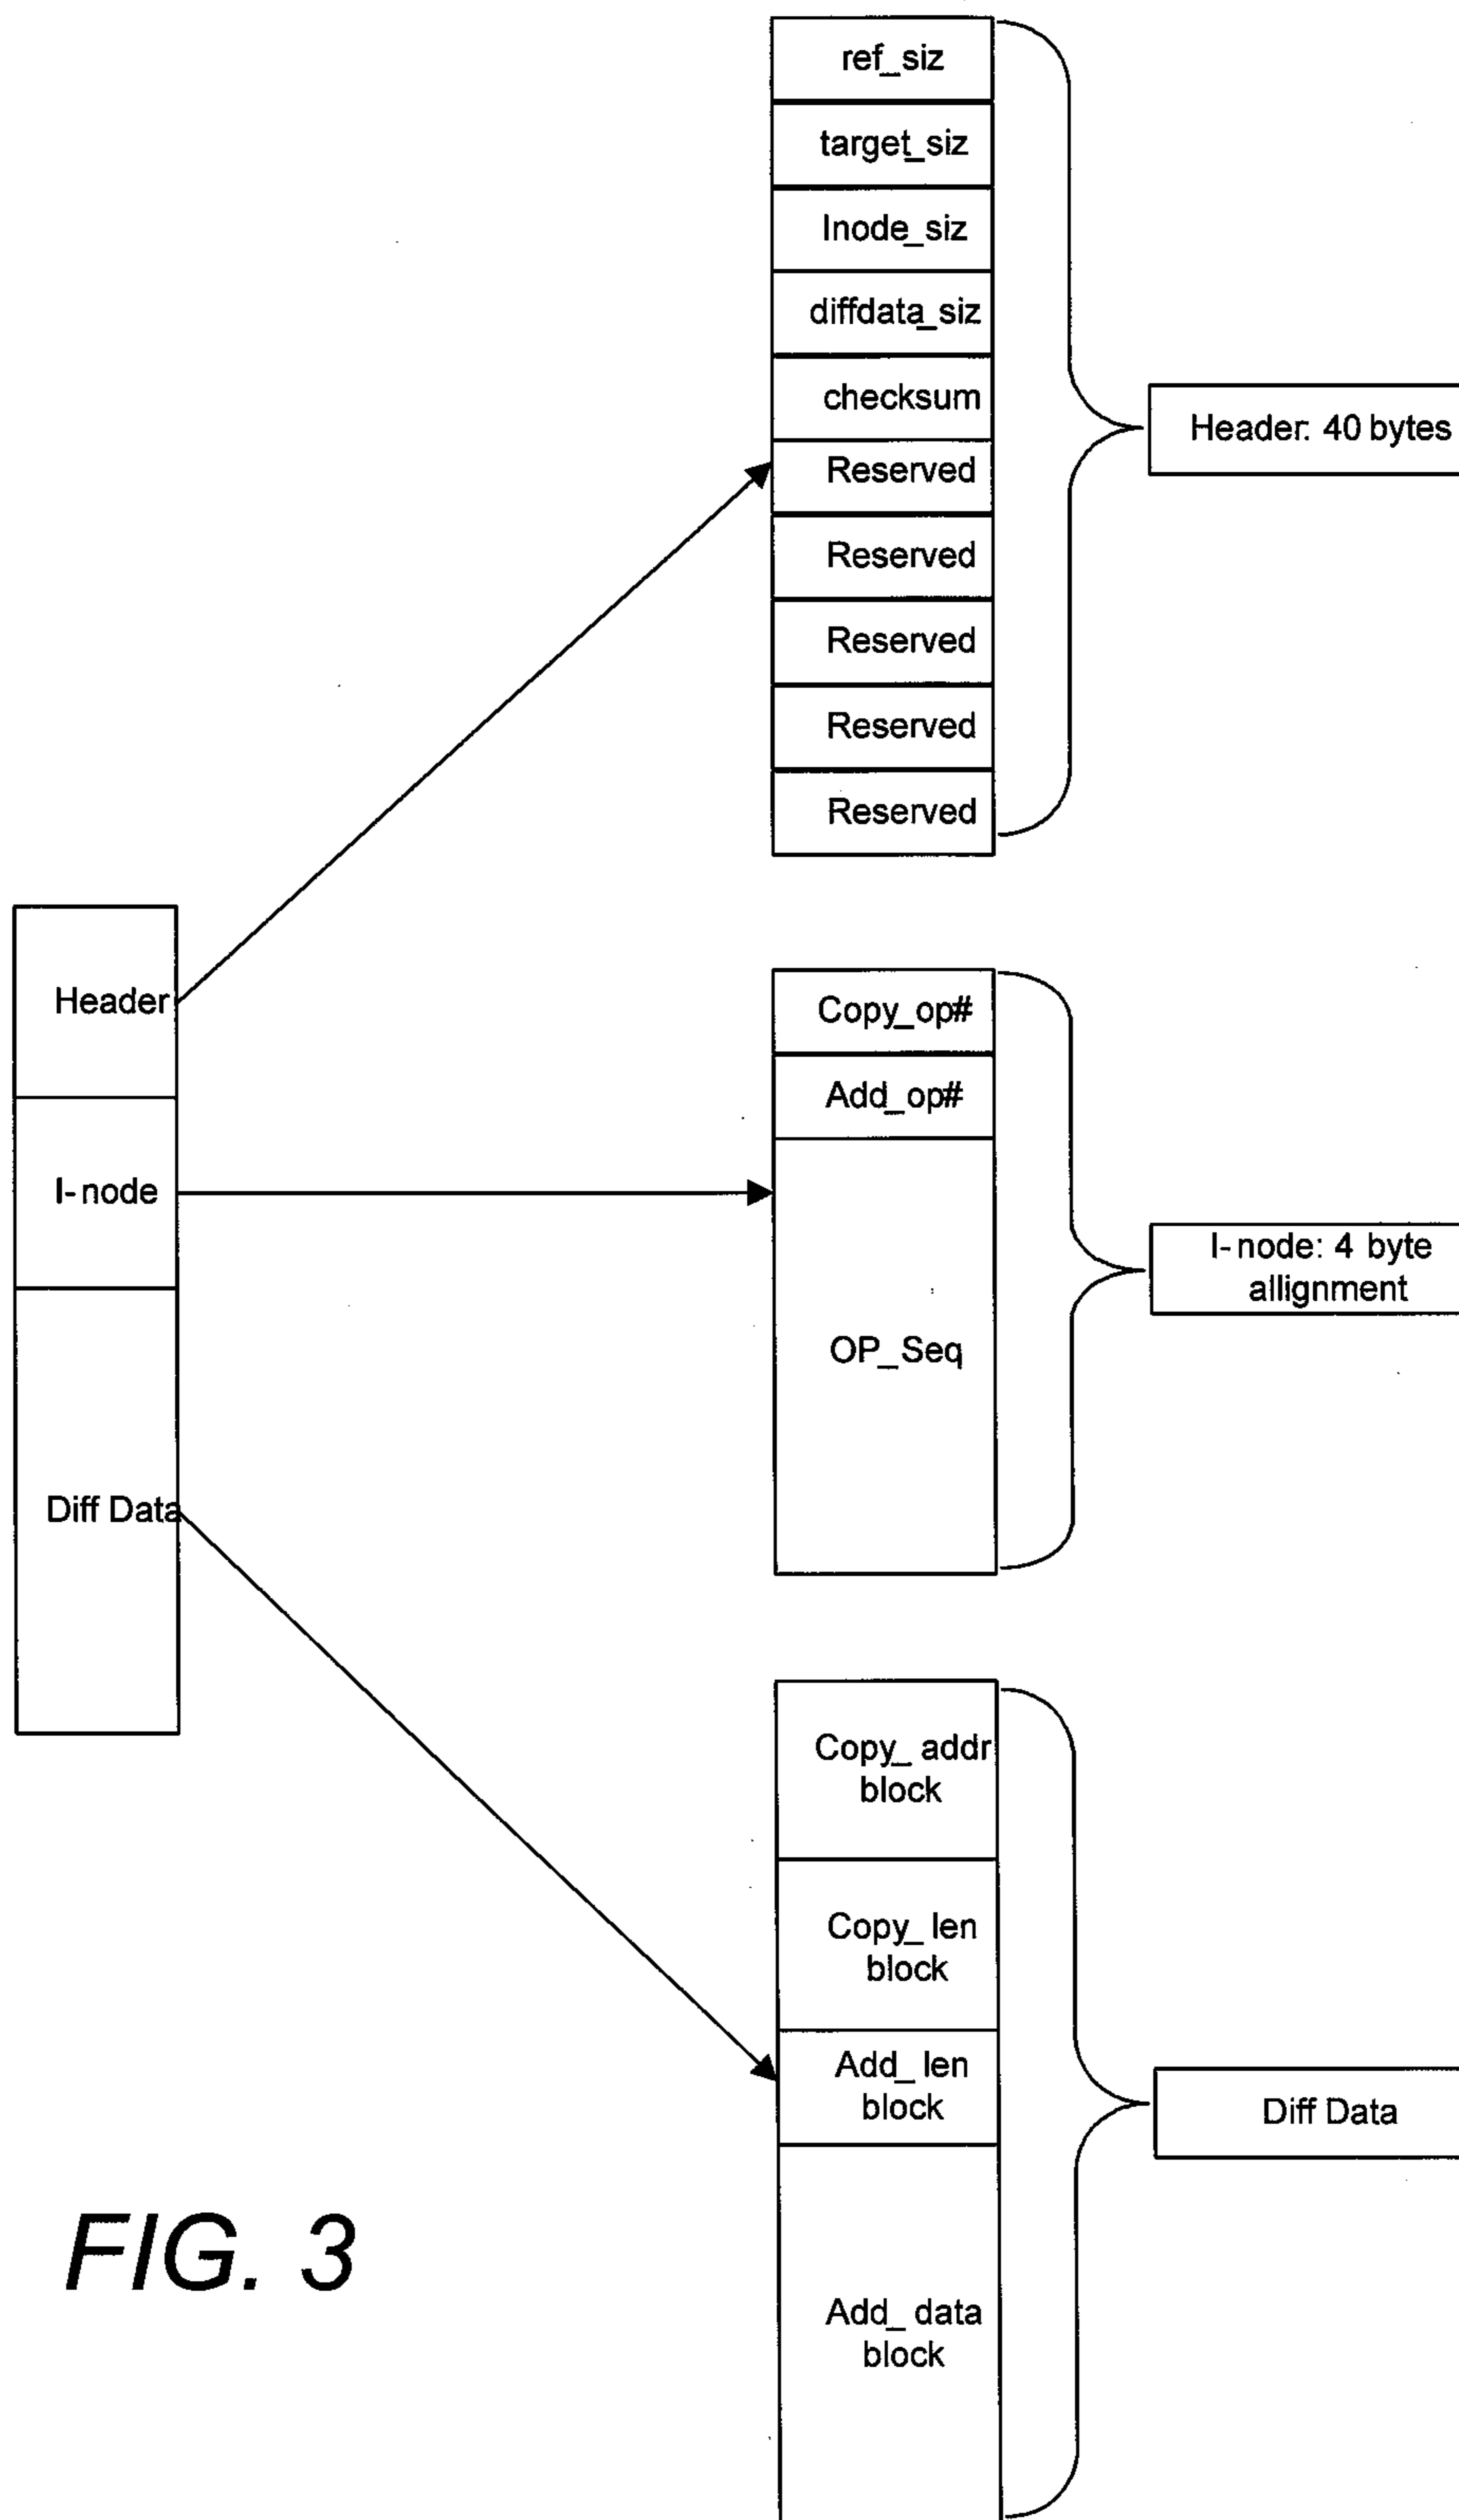 ref_siz
target_siz
Inode_siz
diffdata_siz
checksum
Reserved
Reserved
Reserved
Reserved
Reserved
Header: 40 bytes
Header
I-node
Diff Data
Copy_op#
Add_op#
OP_Seq
I-node: 4 byte
allignment
Copy_ addr
block
Copy_ len
block
Add_ len
block
Add_ data
block
Diff Data
FIG. 3